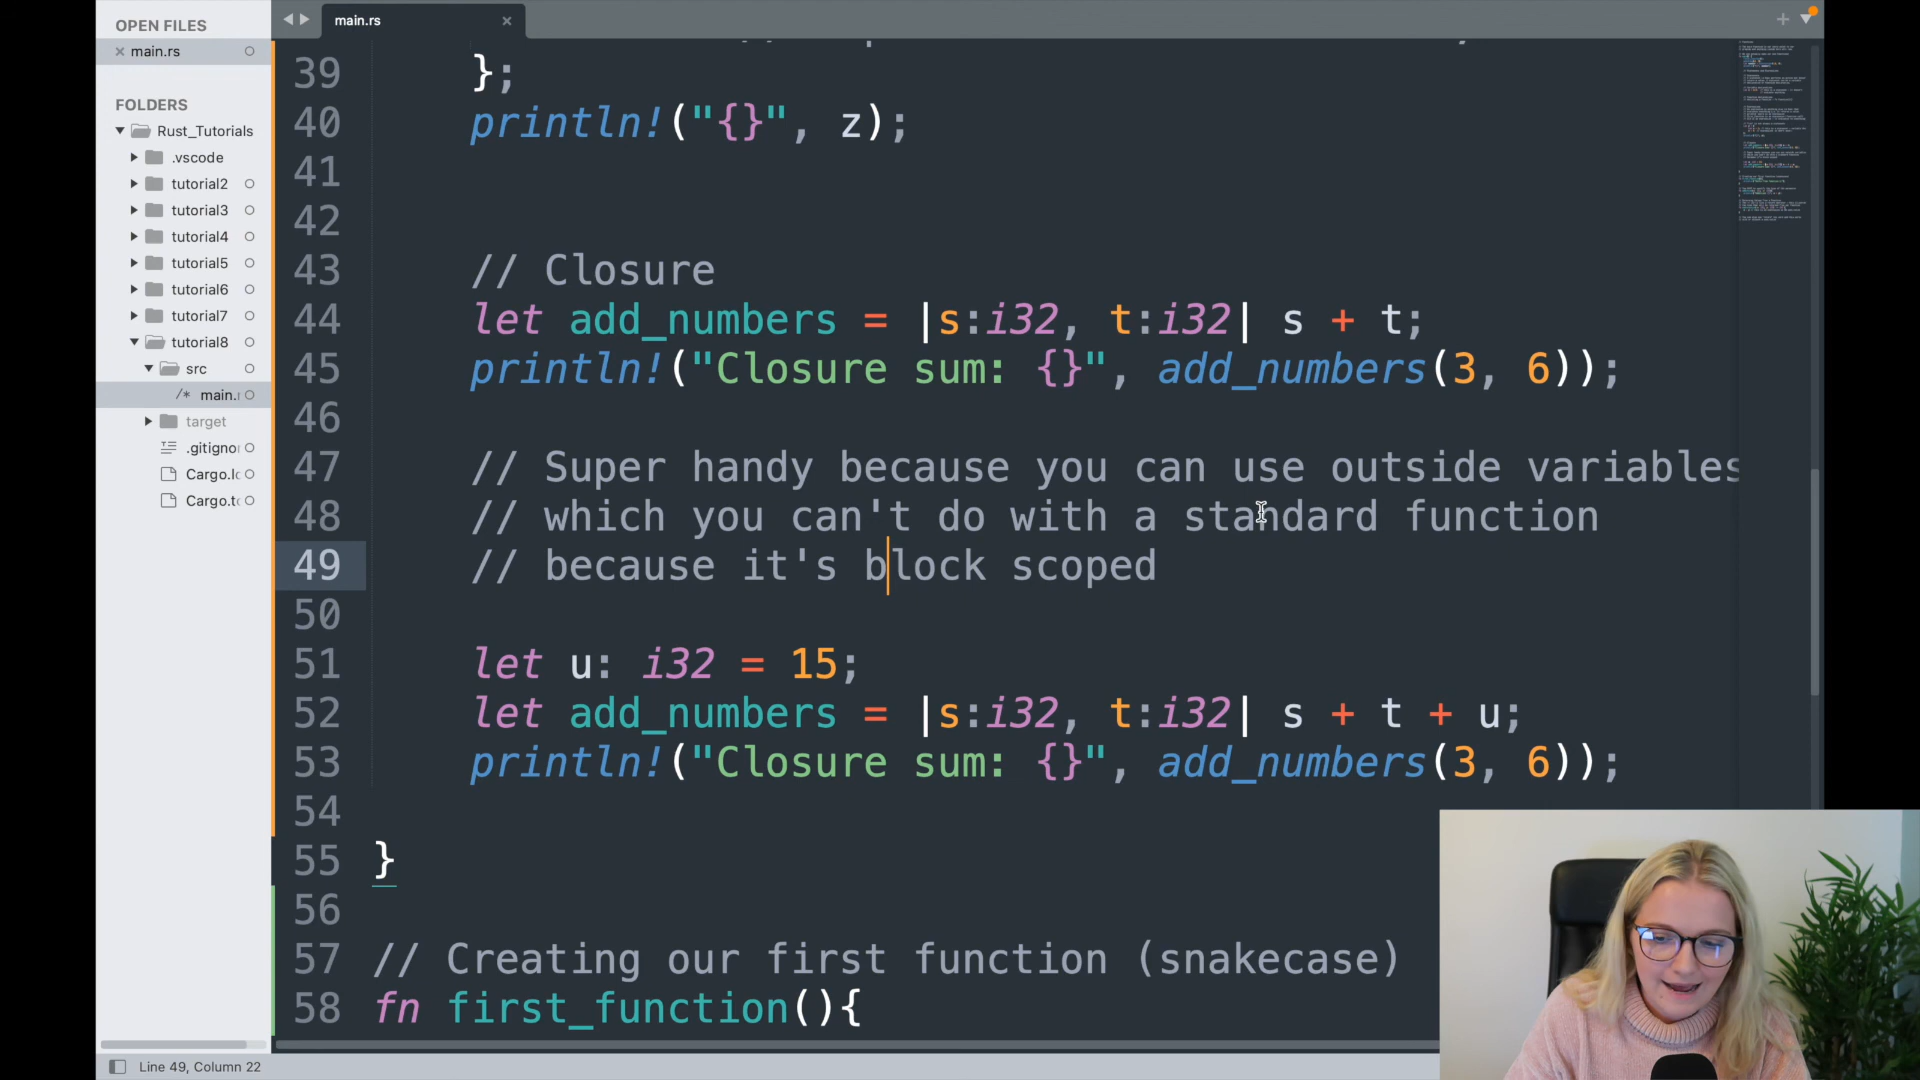 OPEN FILES
main.rs
FOLDERS
Rust_Tutorials
.vscode
tutorial2
tutorial3
tutorial4
tutorial5
tutorial6
tutorial7
tutorial8
src
/* main.
target
.gitigno
Cargo.l
Cargo.t
main.rs
39 };
40 println!("{}", z);
41
42
43 // Closure
44 let add_numbers = |s:i32, t:i32| s + t;
45 println!("Closure sum: {}", add_numbers(3, 6));
46
47 // Super handy because you can use outside variables
48 // which you can't do with a standard function
49 // because it's block scoped
50
51 let u: i32 = 15;
52 let add_numbers = |s:i32, t:i32| s + t + u;
53 println!("Closure sum: {}", add_numbers(3, 6));
54
55 }
56
57 // Creating our first function (snakecase)
58 fn first_function(){
Line 49, Column 22